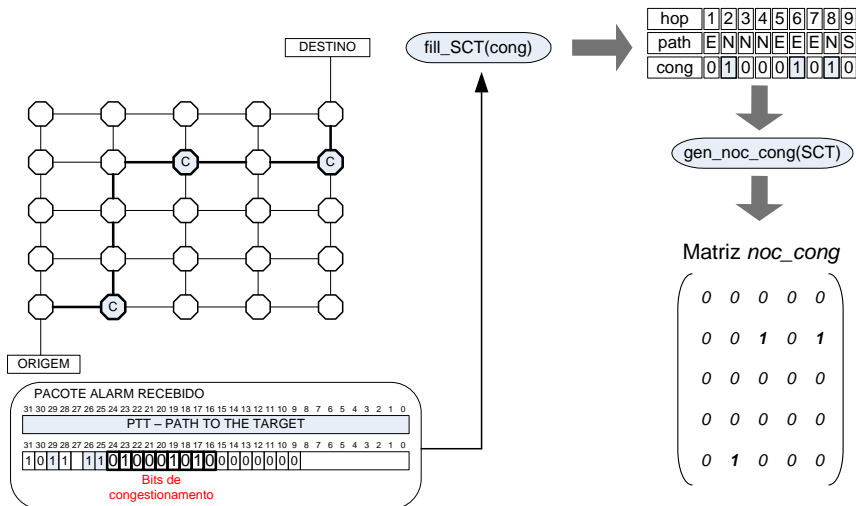 DESTINO
fill_SCT(cong)
hop 1 2 3 4 5 6 7 8 9
path E N N N E E E N S
cong 0 1 0 0 0 1 0 1 0
gen_noc_cong(SCT)
C
C
C
ORIGEM
Matriz noc_cong
0 0 0 0 0
0 0 1 0 1
0 0 0 0 0
0 0 0 0 0
0 1 0 0 0
PACOTE ALARM RECEBIDO
31 30 29 28 27 26 25 24 23 22 21 20 19 18 17 16 15 14 13 12 11 10 9 8 7 6 5 4 3 2 1 0
PTT – PATH TO THE TARGET
31 30 29 28 27 26 25 24 23 22 21 20 19 18 17 16 15 14 13 12 11 10 9 8 7 6 5 4 3 2 1 0
1 0 1 1 1 1 0 1 0 0 0 1 0 1 0 0 0 0 0 0 0 0
Bits de
congestionamento